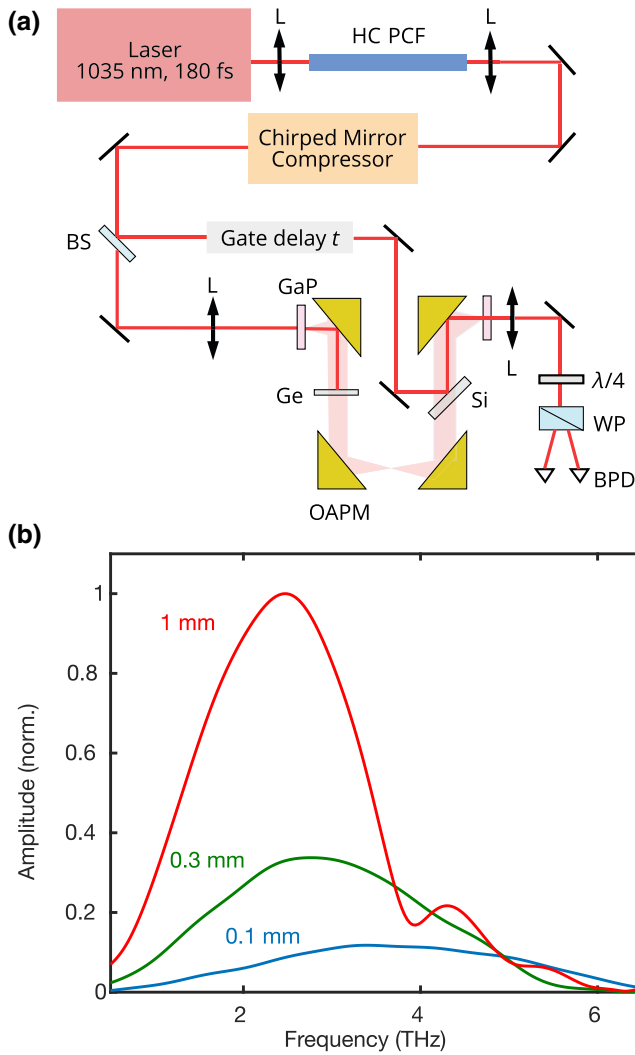 (a)
L
HC PCF
L
Laser
1035 nm, 180 fs
Chirped Mirror
Compressor
BS
Gate delay t
L
GaP
L
Ge
Si
λ/4
WP
BPD
OAPM
(b)
1
1 mm
0.8
0.6
Amplitude (norm.)
0.4
0.3 mm
0.2
0.1 mm
0
2
4
6
Frequency (THz)